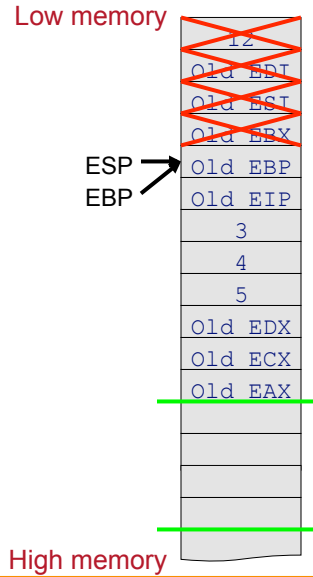 Low memory
12
Old EDI
Old ESI
Old EBX
ESP
Old EBP
EBP
Old EIP
3
4
5
Old EDX
Old ECX
Old EAX
High memory